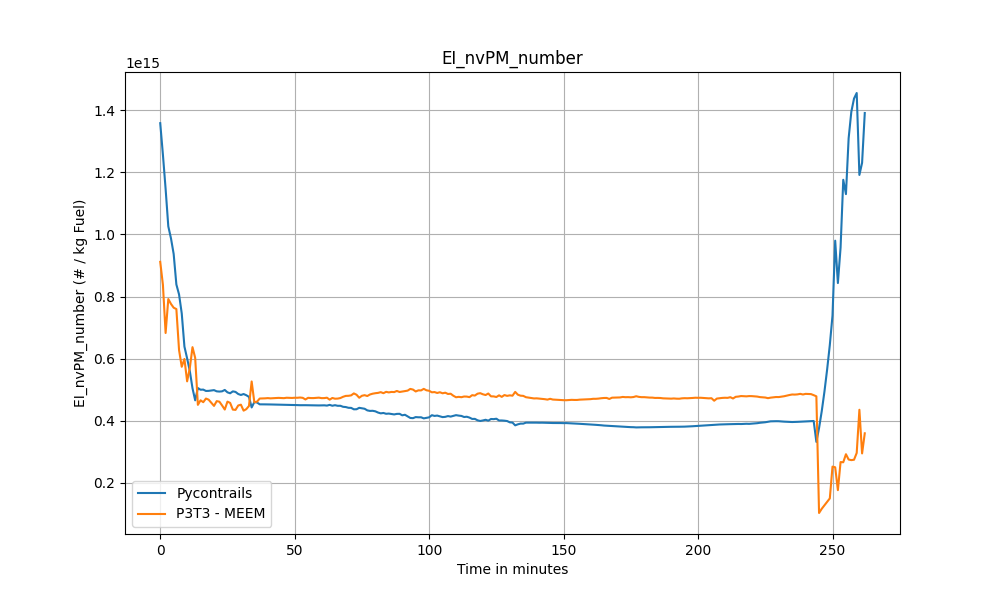 EI_nvPM_number
1e15
1.4
1.2
1.0
0.8
0.6
0.4
0.2
EI_nvPM_number (# / kg Fuel)
Pycontrails
P3T3 - MEEM
0 50 100 150 200 250
Time in minutes